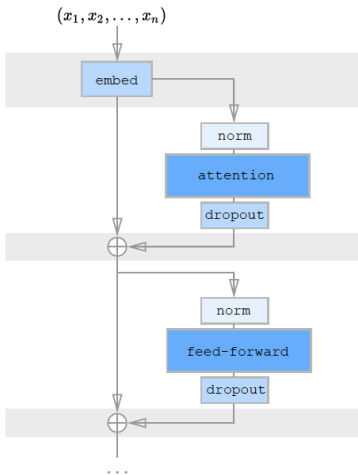 (x₁, x₂, ..., xₙ)
embed
norm
attention
dropout
norm
feed-forward
dropout
...